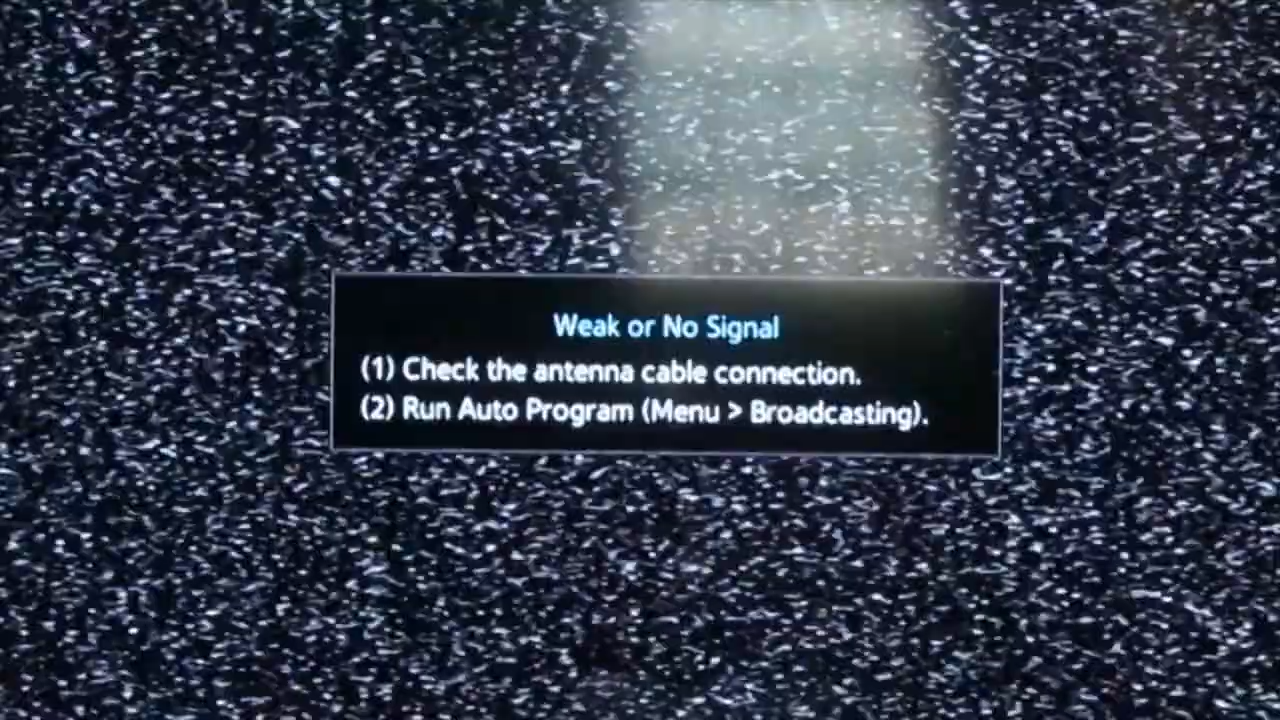 Weak or No Signal
(1) Check the antenna cable connection.
(2) Run Auto Program (Menu > Broadcasting).